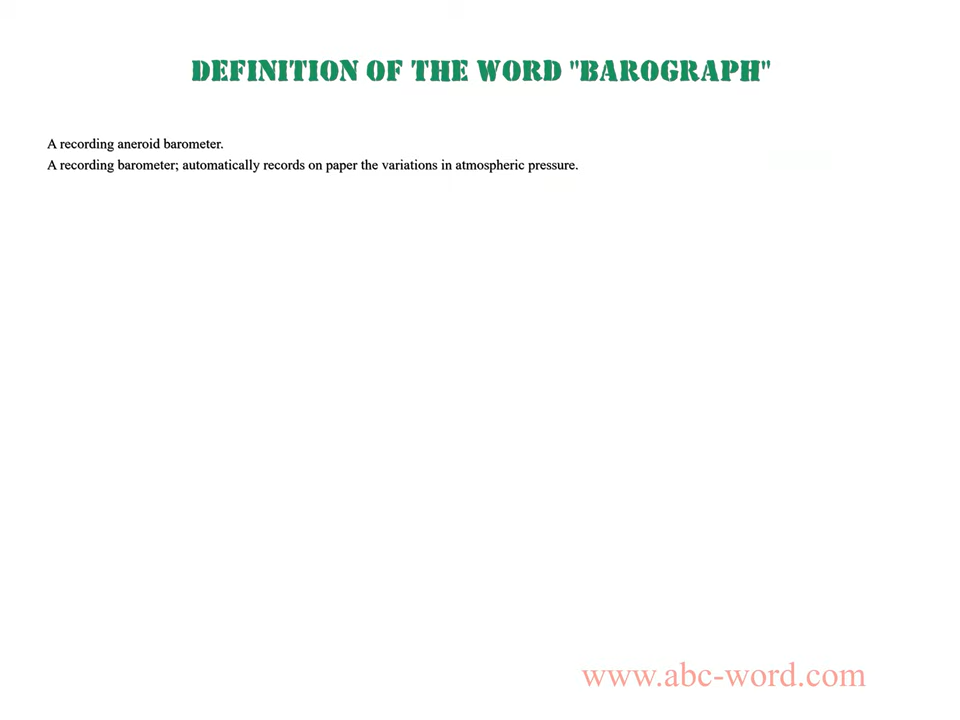 DEFINITION OF THE WORD "BAROGRAPH"
A recording aneroid barometer.
A recording barometer; automatically records on paper the variations in atmospheric pressure.
www.abc-word.com